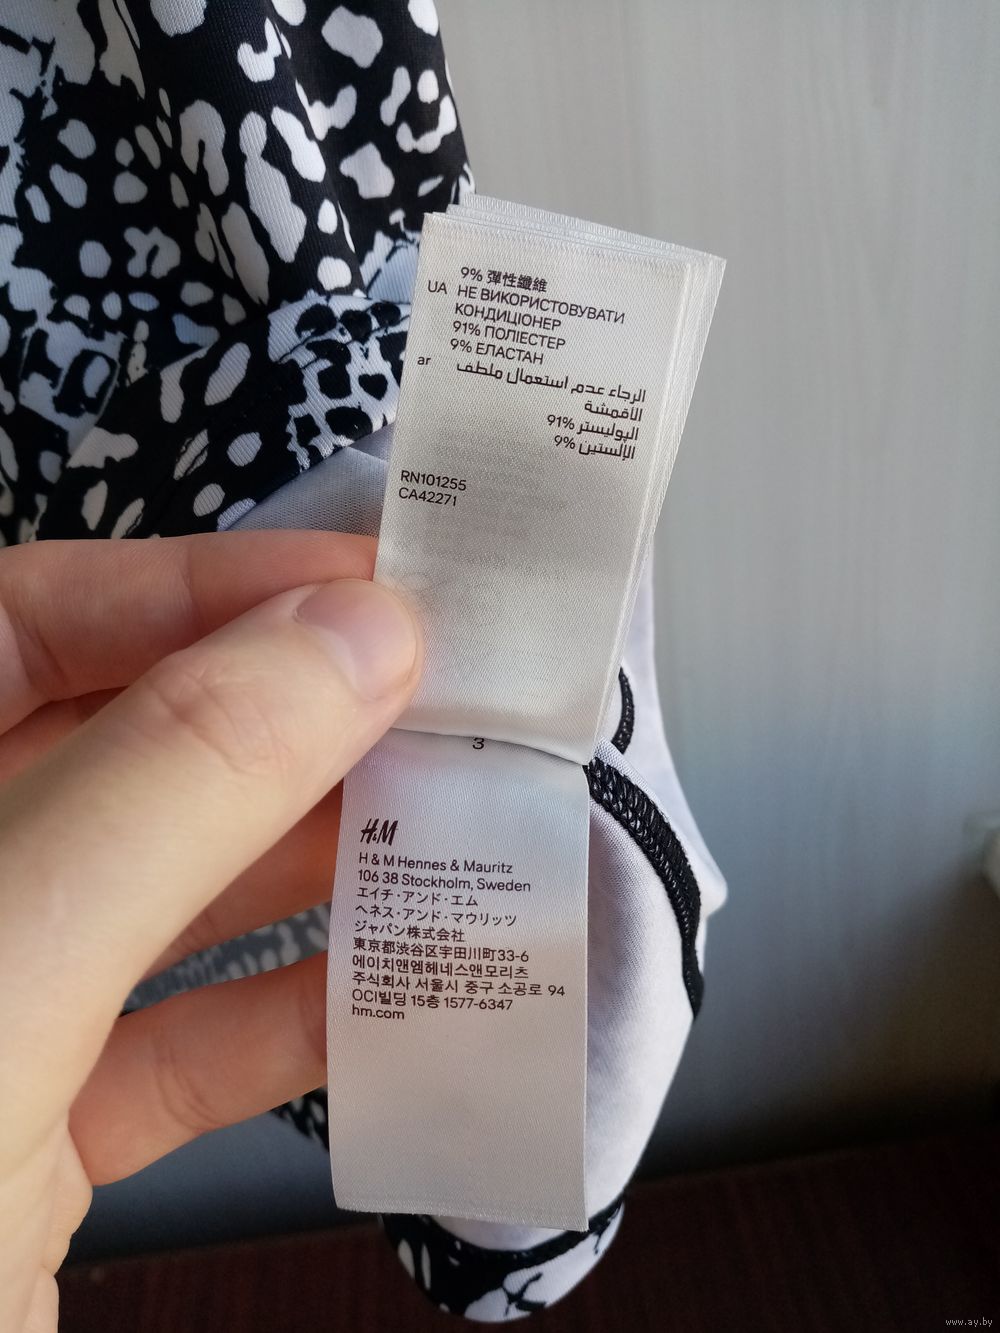 9% 彈性纖維
UA НЕ ВИКОРИСТОВУВАТИ
КОНДИЦІОНЕР
91% ПОЛІЕСТЕР
9% ЕЛАСТАН
ar الرجاء عدم استعمال ملطف
الأقمشة
البوليستر 91%
الإلستين 9%
RN101255
CA42271
3
H&M
H & M Hennes & Mauritz
106 38 Stockholm, Sweden
エイチ・アンド・エム
ヘネス・アンド・マウリッツ
ジャパン株式会社
東京都渋谷区宇田川町33-6
에이치앤엠헤네스앤모리츠
주식회사 서울시 중구 소공로 94
OCI빌딩 15층 1577-6347
hm.com
www.ay.by